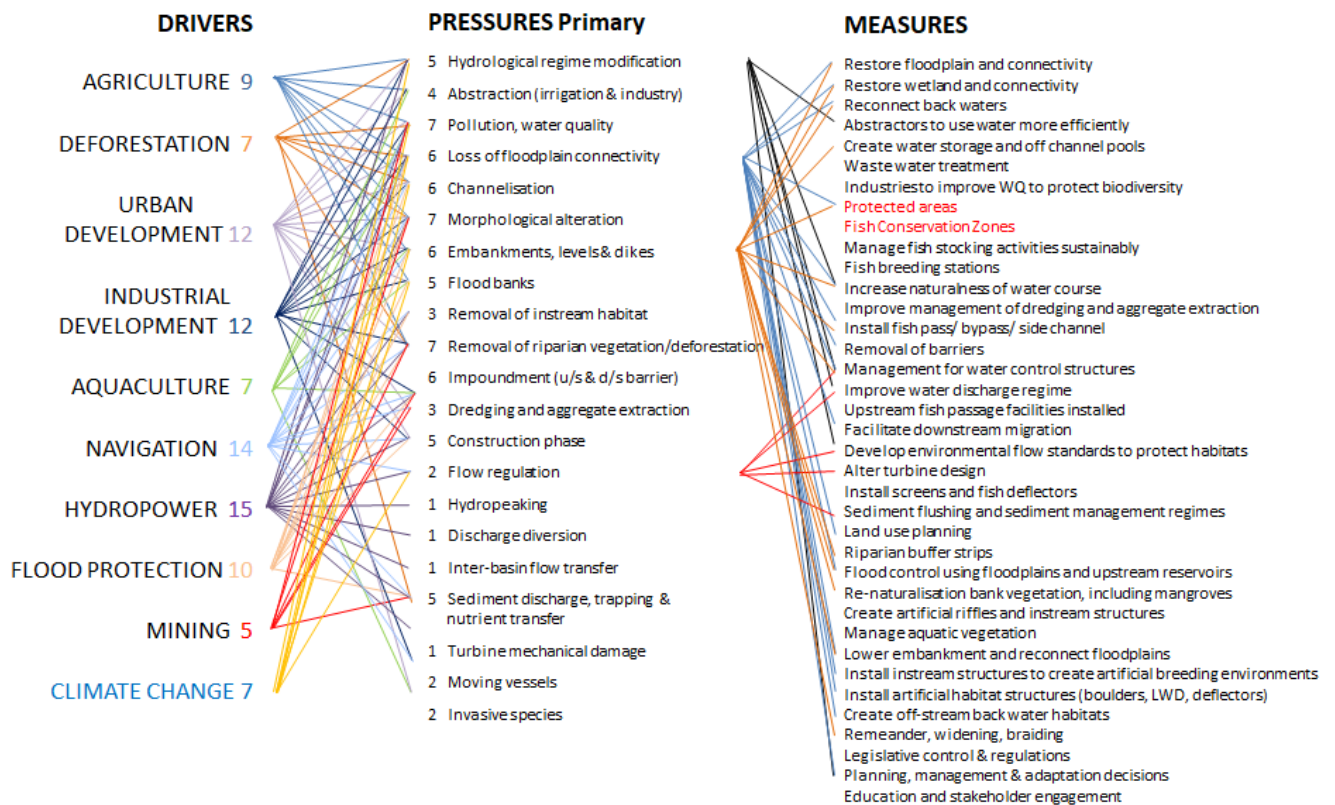 DRIVERS
AGRICULTURE 9
DEFORESTATION 7
URBAN
DEVELOPMENT 12
INDUSTRIAL
DEVELOPMENT 12
AQUACULTURE 7
NAVIGATION 14
HYDROPOWER 15
FLOOD PROTECTION 10
MINING 5
CLIMATE CHANGE 7
PRESSURES Primary
5 Hydrological regime modification
4 Abstraction (irrigation & industry)
7 Pollution, water quality
6 Loss of floodplain connectivity
6 Channelisation
7 Morphological alteration
6 Embankments, levels & dikes
5 Flood banks
3 Removal of instream habitat
7 Removal of riparian vegetation/deforestation
6 Impoundment (u/s & d/s barrier)
3 Dredging and aggregate extraction
5 Construction phase
2 Flow regulation
1 Hydropeaking
1 Discharge diversion
1 Inter-basin flow transfer
5 Sediment discharge, trapping &
nutrient transfer
1 Turbine mechanical damage
2 Moving vessels
2 Invasive species
MEASURES
Restore floodplain and connectivity
Restore wetland and connectivity
Reconnect back waters
Abstractors to use water more efficiently
Create water storage and off channel pools
Waste water treatment
Industries to improve WQ to protect biodiversity
Protected areas
Fish Conservation Zones
Manage fish stocking activities sustainably
Fish breeding stations
Increase naturalness of water course
Improve management of dredging and aggregate extraction
Install fish pass/ bypass/ side channel
Removal of barriers
Management for water control structures
Improve water discharge regime
Upstream fish passage facilities installed
Facilitate downstream migration
Develop environmental flow standards to protect habitats
Alter turbine design
Install screens and fish deflectors
Sediment flushing and sediment management regimes
Land use planning
Riparian buffer strips
Flood control using floodplains and upstream reservoirs
Re-naturalisation bank vegetation, including mangroves
Create artificial riffles and instream structures
Manage aquatic vegetation
Lower embankment and reconnect floodplains
Install instream structures to create artificial breeding environments
Install artificial habitat structures (boulders, LWD, deflectors)
Create off-stream back water habitats
Remeander, widening, braiding
Legislative control & regulations
Planning, management & adaptation decisions
Education and stakeholder engagement